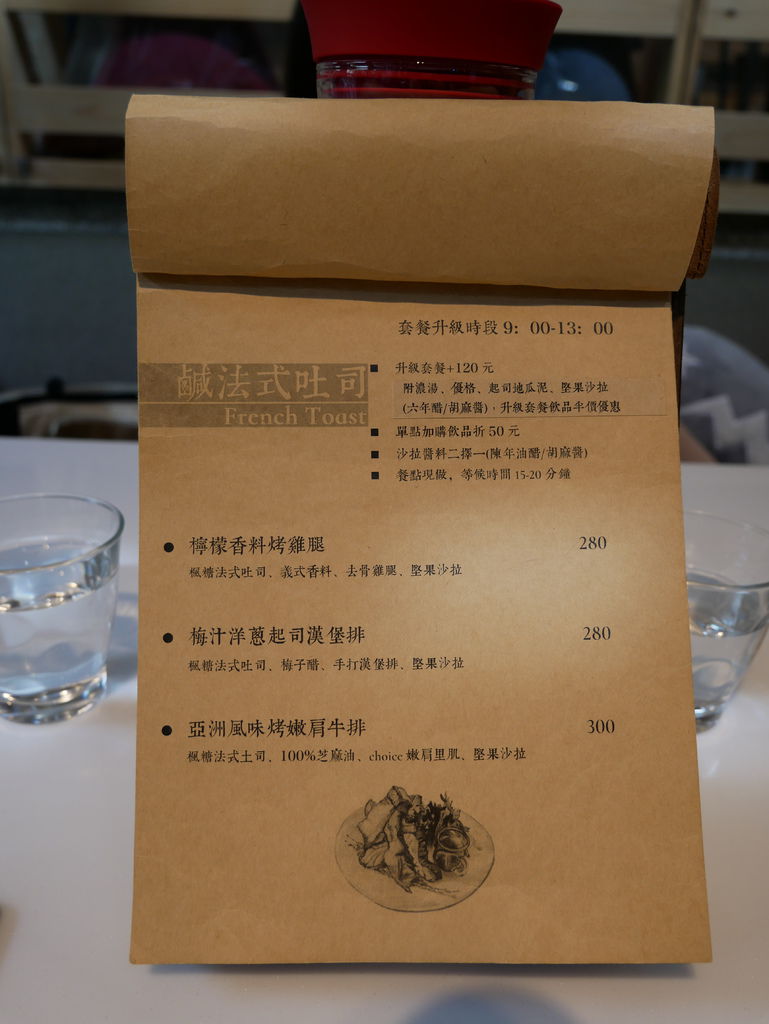 套餐升級時段 9：00-13：00
鹹法式吐司
French Toast
■ 升級套餐+120 元
附濃湯、優格、起司地瓜泥、堅果沙拉
(六年醋/胡麻醬)，升級套餐飲品半價優惠
■ 單點加購飲品折 50 元
■ 沙拉醬料二擇一(陳年油醋/胡麻醬)
■ 餐點現做，等候時間 15-20 分鐘
● 檸檬香料烤雞腿 280
楓糖法式吐司、義式香料、去骨雞腿、堅果沙拉
● 梅汁洋蔥起司漢堡排 280
楓糖法式吐司、梅子醋、手打漢堡排、堅果沙拉
● 亞洲風味烤嫩肩牛排 300
楓糖法式土司、100%芝麻油、choice 嫩肩里肌、堅果沙拉